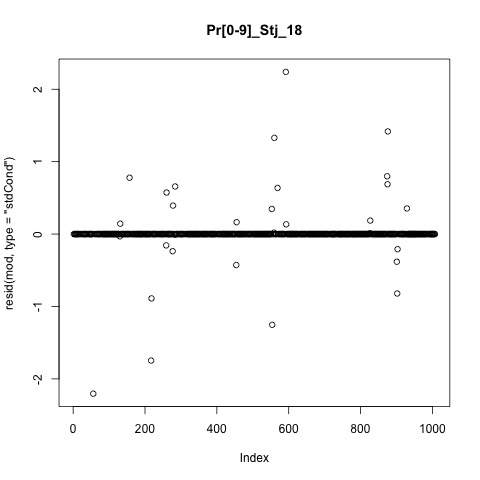 Pr[0-9]_Stj_18
resid(mod, type = "stdCond")
2
1
0
-1
-2
0 200 400 600 800 1000
Index